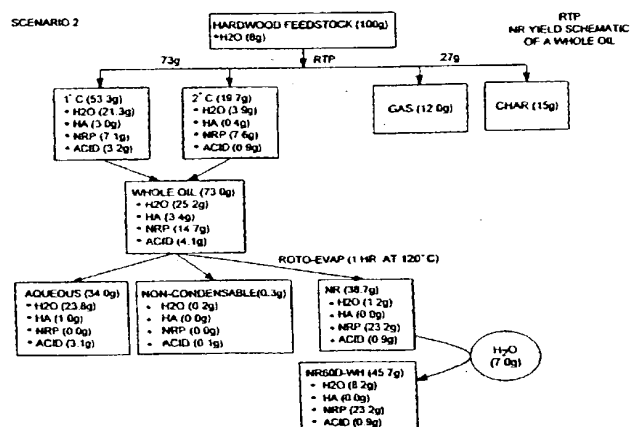 SCENARIO 2
RTP
NR YIELD SCHEMATIC
OF A WHOLE OIL
HARDWOOD FEEDSTOCK (100g)
*H2O (8g)
73g
RTP
27g
1°C (53.3g)
• H2O (21.3g)
• HA (3.0g)
• NRP (7.1g)
• ACID (3.2g)
2°C (19.7g)
• H2O (3.9g)
• HA (0.4g)
• NRP (7.6g)
• ACID (0.9g)
GAS (12.0g)
CHAR (15g)
WHOLE OIL (73.0g)
• H2O (25.2g)
• HA (3.4g)
• NRP (14.7g)
• ACID (4.1g)
ROTO-EVAP (1 HR AT 120°C)
AQUEOUS (34.0g)
• H2O (23.8g)
• HA (1.0g)
• NRP (0.0g)
• ACID (3.1g)
NON-CONDENSABLE(0.3g)
• H2O (0.2g)
• HA (0.0g)
• NRP (0.0g)
• ACID (0.1g)
NR (38.7g)
• H2O (1.2g)
• HA (0.0g)
• NRP (23.2g)
• ACID (0.9g)
H2O
(7.0g)
NR60D-WH (45.7g)
• H2O (8.2g)
• HA (0.0g)
• NRP (23.2g)
• ACID (0.9g)